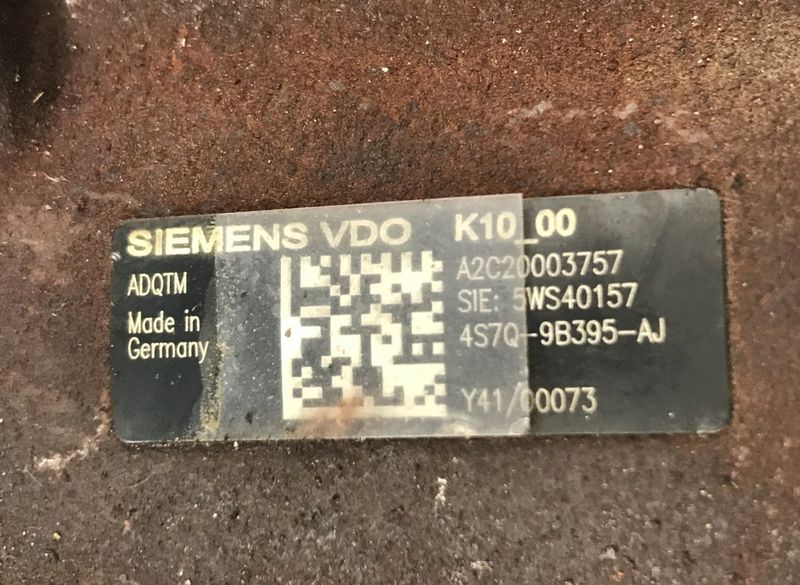 SIEMENS VDO K10_00
ADQTM
Made in
Germany
A2C20003757
SIE: 5WS40157
4S7Q-9B395-AJ
Y41/00073